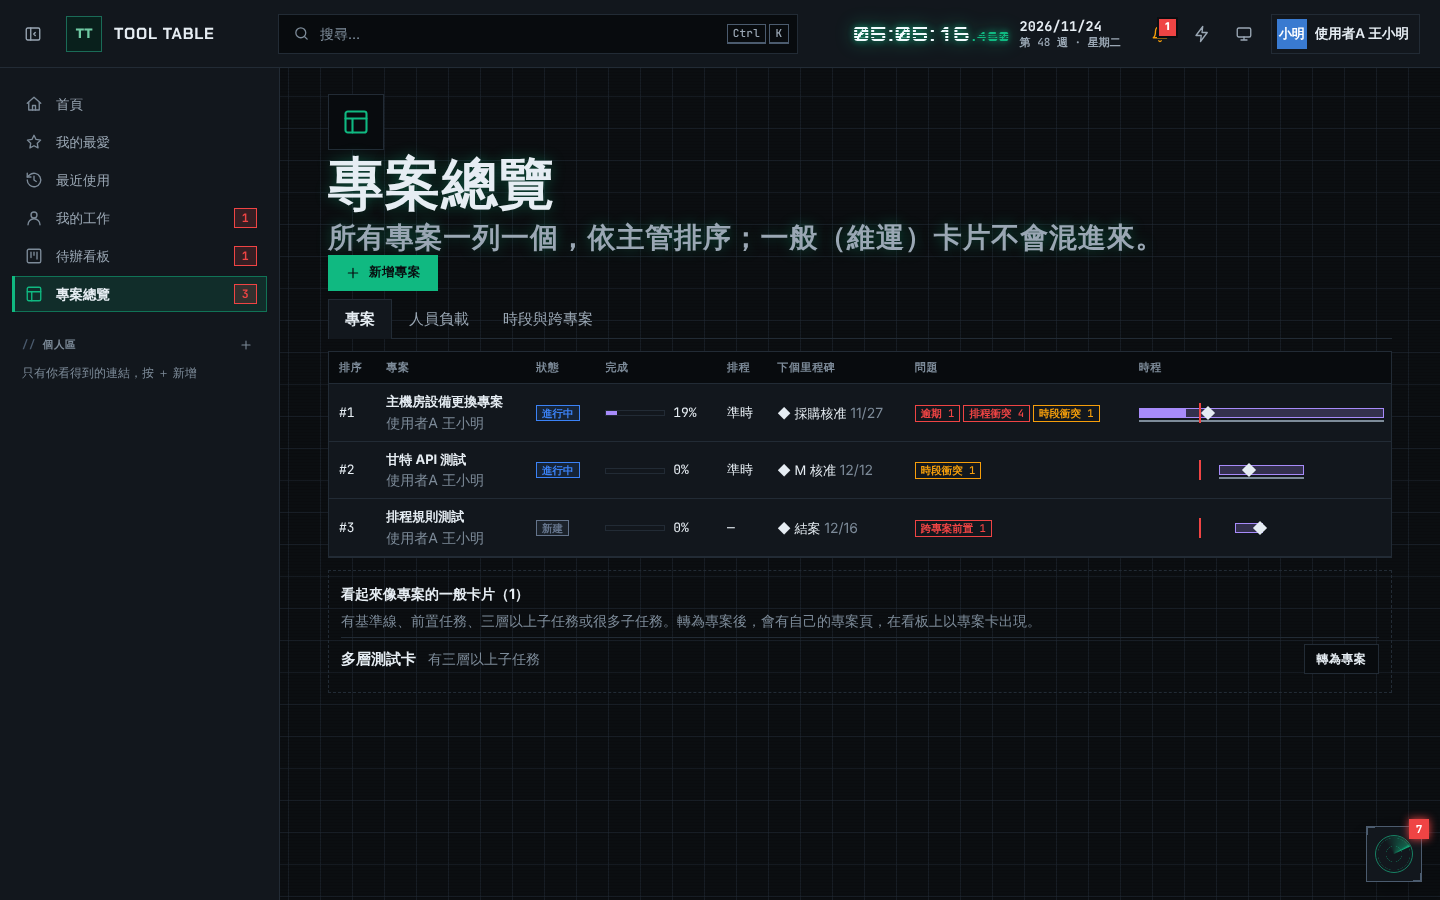 TT TOOL TABLE
搜尋... Ctrl K
05:05:16
2026/11/24
第 48 週 · 星期二
1
小明 使用者A 王小明
首頁
我的最愛
最近使用
我的工作 1
待辦看板 1
專案總覽 3
// 個人區 +
只有你看得到的連結，按 + 新增
專案總覽
所有專案一列一個，依主管排序；一般（維運）卡片不會混進來。
+ 新增專案
專案 人員負載 時段與跨專案
排序 專案 狀態 完成 排程 下個里程碑 問題 時程
#1 主機房設備更換專案 進行中 19% 準時 ◆ 採購核准 11/27 逾期 1 排程衝突 4 時段衝突 1
使用者A 王小明
#2 甘特 API 測試 進行中 0% 準時 ◆ M 核准 12/12 時段衝突 1
使用者A 王小明
#3 排程規則測試 新建 0% — ◆ 結案 12/16 跨專案前置 1
使用者A 王小明
看起來像專案的一般卡片（1）
有基準線、前置任務、三層以上子任務或很多子任務。轉為專案後，會有自己的專案頁，在看板上以專案卡出現。
多層測試卡 有三層以上子任務 轉為專案
7